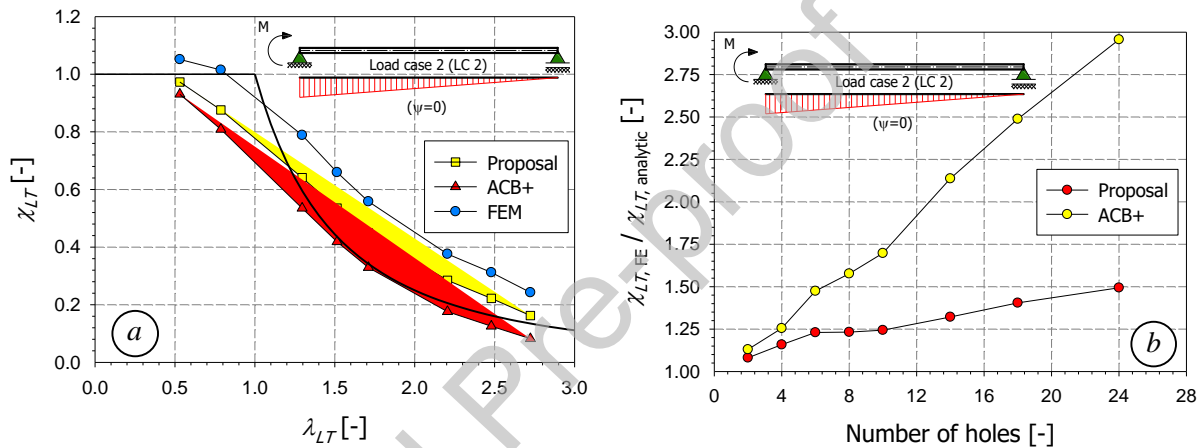 1.2
1.0
0.8
0.6
0.4
0.2
0.0
χLT [-]
M
Load case 2 (LC 2)
(ψ=0)
Proposal
ACB+
FEM
a
0.0 0.5 1.0 1.5 2.0 2.5 3.0
λLT [-]
3.00
2.75
2.50
2.25
2.00
1.75
1.50
1.25
1.00
χLT, FE / χLT, analytic [-]
M
Load case 2 (LC 2)
(ψ=0)
Proposal
ACB+
b
0 4 8 12 16 20 24 28
Number of holes [-]
Pre-proof